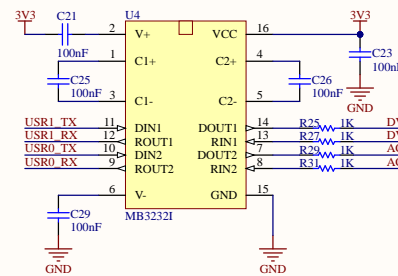 3V3 C21 U4 3V3
100nF 2 V+ VCC 16
C23
100nF
1 C1+ C2+ 4
C25 C26
100nF 100nF
3 C1- C2- 5
GND
USR1_TX 11 DIN1 DOUT1 14 R25 1K
USR1_RX 12 ROUT1 RIN1 13 R27 1K
USR0_TX 10 DIN2 DOUT2 7 R29 1K
USR0_RX 9 ROUT2 RIN2 8 R31 1K
6 V- GND 15
C29
100nF MB3232I
GND GND